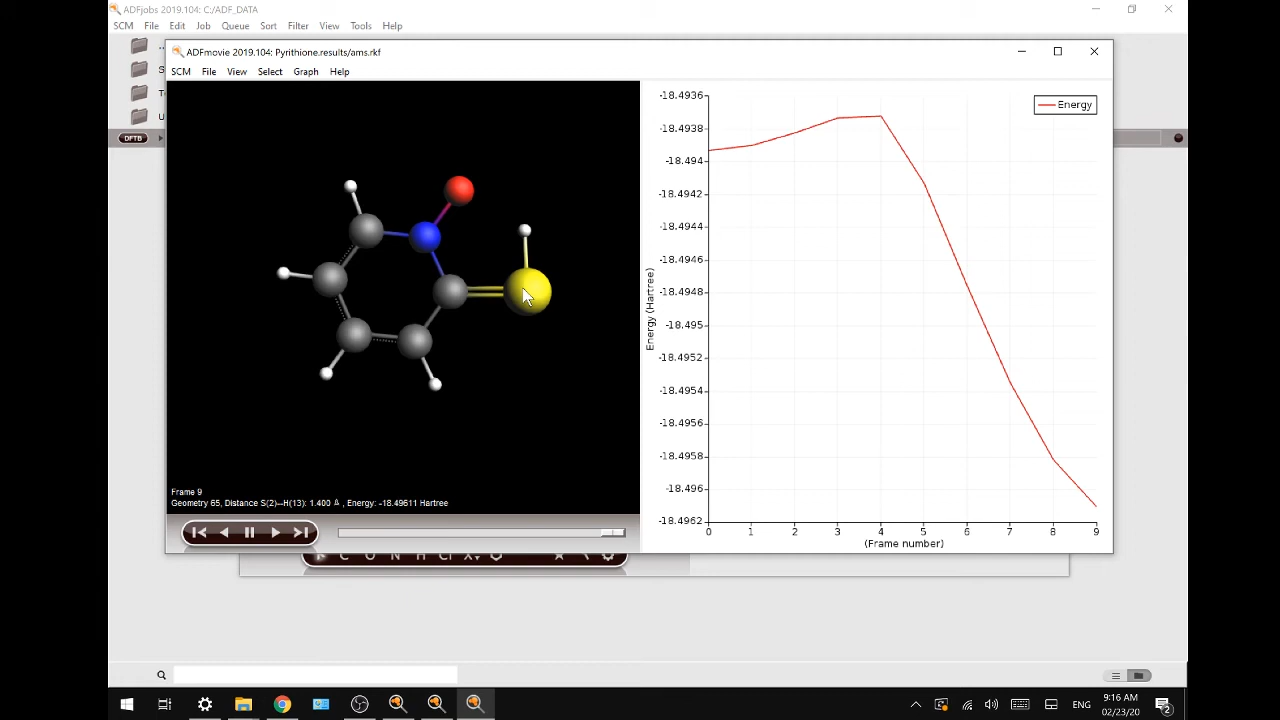 ADFjobs 2019.104: C:/ADF_DATA
SCM File Edit Job Queue Sort Filter View Tools Help
ADFmovie 2019.104: Pyrithione.results/ams.rkf
SCM File View Select Graph Help
..
S
T
U
DFTB
-18.4936
-18.4938
-18.494
-18.4942
-18.4944
-18.4946
-18.4948
-18.495
-18.4952
-18.4954
-18.4956
-18.4958
-18.496
-18.4962
Energy
Energy (Hartree)
0 1 2 3 4 5 6 7 8 9
(Frame number)
Frame 9
Geometry 65, Distance S(2)--H(13): 1.400 Å , Energy: -18.49611 Hartree
C O N H Cl X
ENG
9:16 AM
02/23/20
2